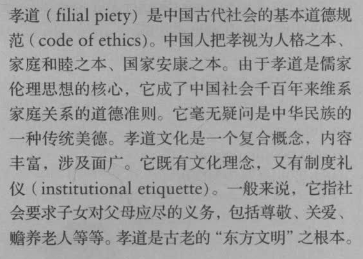 孝道（filial piety）是中国古代社会的基本道德规
范（code of ethics）。中国人把孝视为人格之本、
家庭和睦之本、国家安康之本。由于孝道是儒家
伦理思想的核心，它成了中国社会千百年来维系
家庭关系的道德准则。它毫无疑问是中华民族的
一种传统美德。孝道文化是一个复合概念，内容
丰富，涉及面广。它既有文化理念，又有制度礼
仪（institutional etiquette）。一般来说，它指社
会要求子女对父母应尽的义务，包括尊敬、关爱、
赡养老人等等。孝道是古老的“东方文明”之根本。